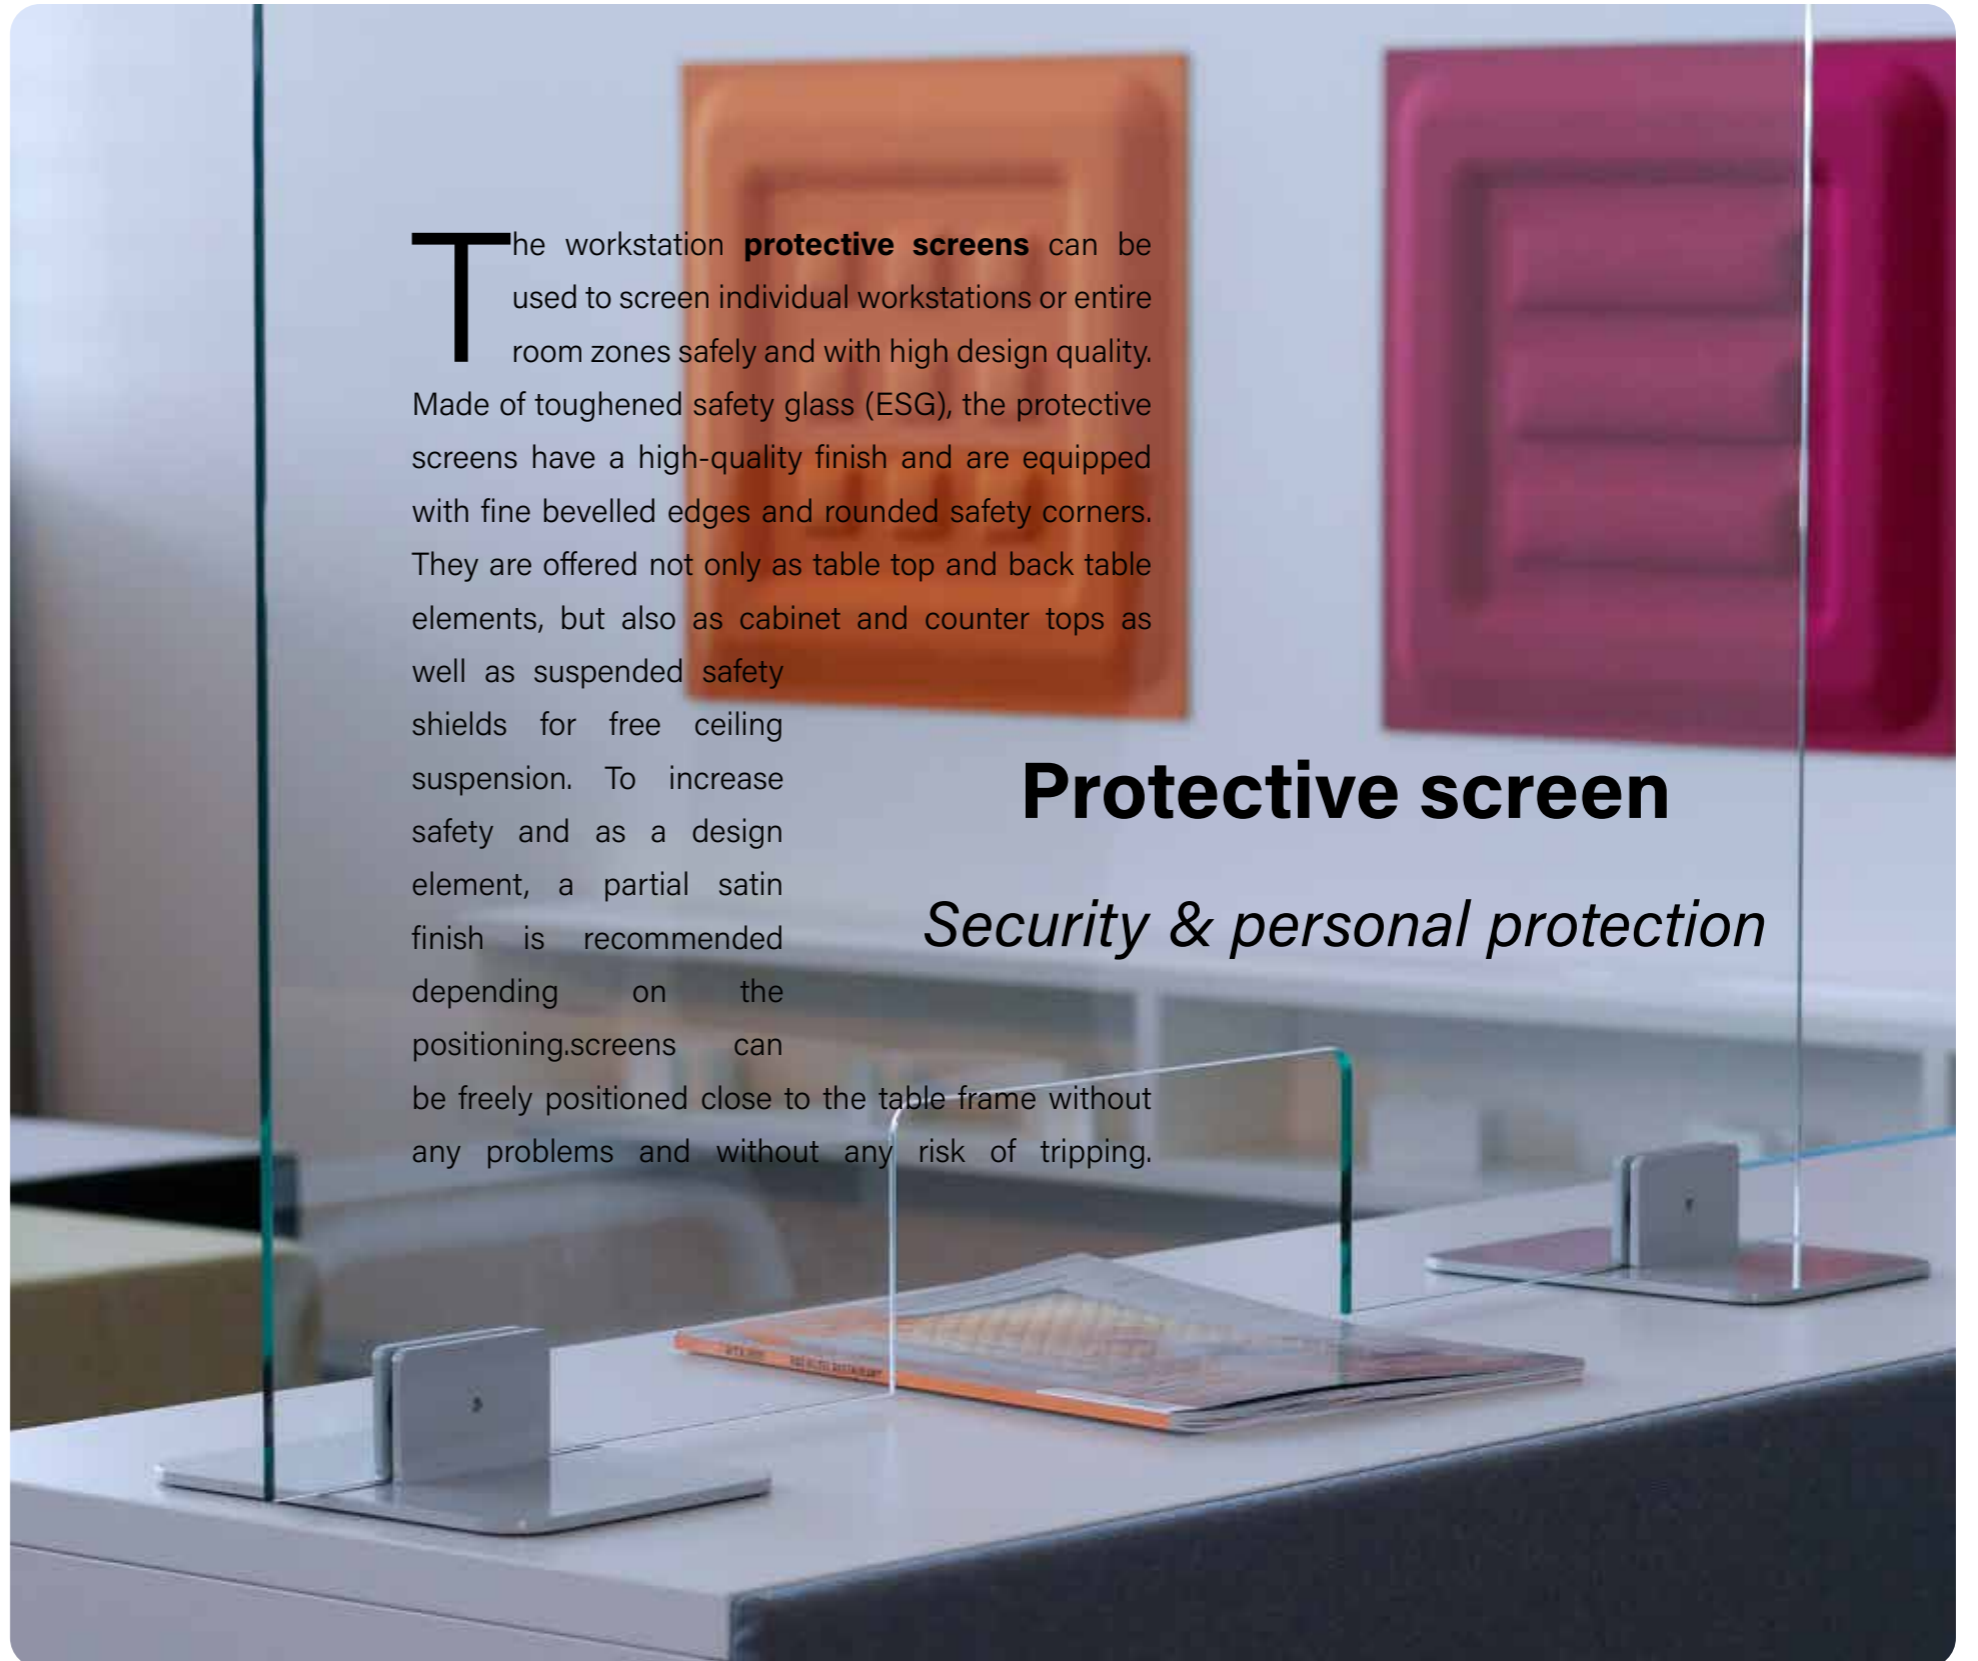 The workstation protective screens can be
used to screen individual workstations or entire
room zones safely and with high design quality.
Made of toughened safety glass (ESG), the protective
screens have a high-quality finish and are equipped
with fine bevelled edges and rounded safety corners.
They are offered not only as table top and back table
elements, but also as cabinet and counter tops as
well as suspended safety
shields for free ceiling
suspension. To increase
safety and as a design
element, a partial satin
finish is recommended
depending on the
positioning.screens can
be freely positioned close to the table frame without
any problems and without any risk of tripping.
Protective screen
Security & personal protection